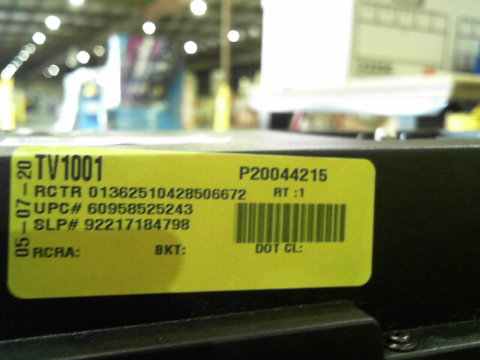 05-07-20
TV1001
P20044215
RCTR 01362510428506672 RT :1
UPC# 60958525243
SLP# 92217184798
RCRA: BKT: DOT CL: